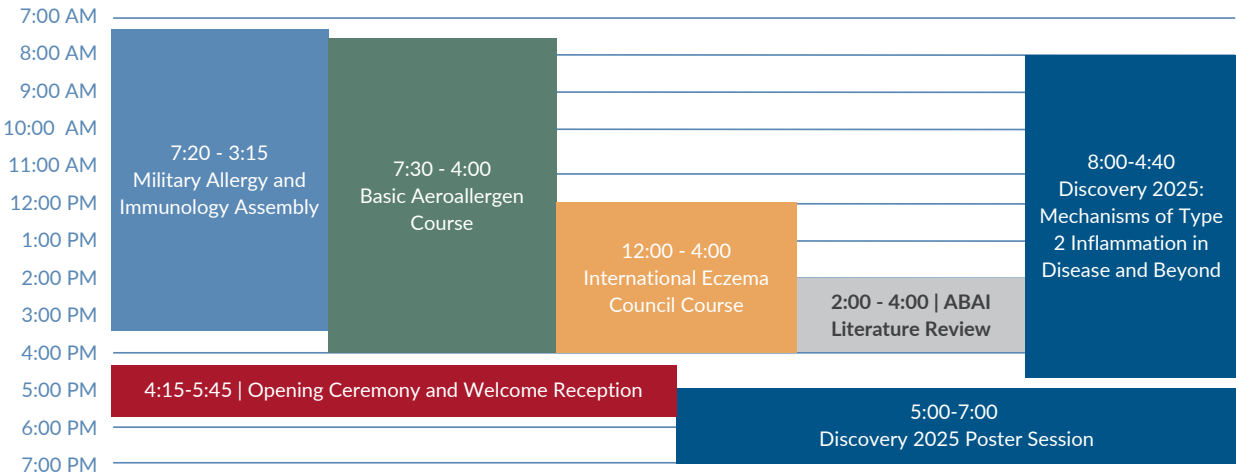 7:00 AM
8:00 AM
9:00 AM
10:00 AM
11:00 AM
12:00 PM
1:00 PM
2:00 PM
3:00 PM
4:00 PM
5:00 PM
6:00 PM
7:00 PM
7:20 - 3:15
Military Allergy and
Immunology Assembly
7:30 - 4:00
Basic Aeroallergen
Course
12:00 - 4:00
International Eczema
Council Course
2:00 - 4:00 | ABAI
Literature Review
8:00-4:40
Discovery 2025:
Mechanisms of Type
2 Inflammation in
Disease and Beyond
4:15-5:45 | Opening Ceremony and Welcome Reception
5:00-7:00
Discovery 2025 Poster Session